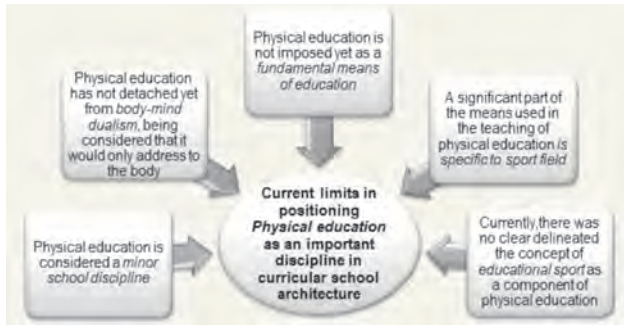 Physical education
is not imposed yet as a
fundamental means
of education
Physical education
has not detached yet
from body-mind
dualism, being
considered that it
would only address to
the body
A significant part of
the means used in
the teaching of
physical education is
specific to sport field
Current limits in
positioning
Physical education
as an important
discipline in
curricular school
architecture
Physical education is
considered a minor
school discipline
Currently,there was
no clear delineated
the concept of
educational sport as
a component of
physical education